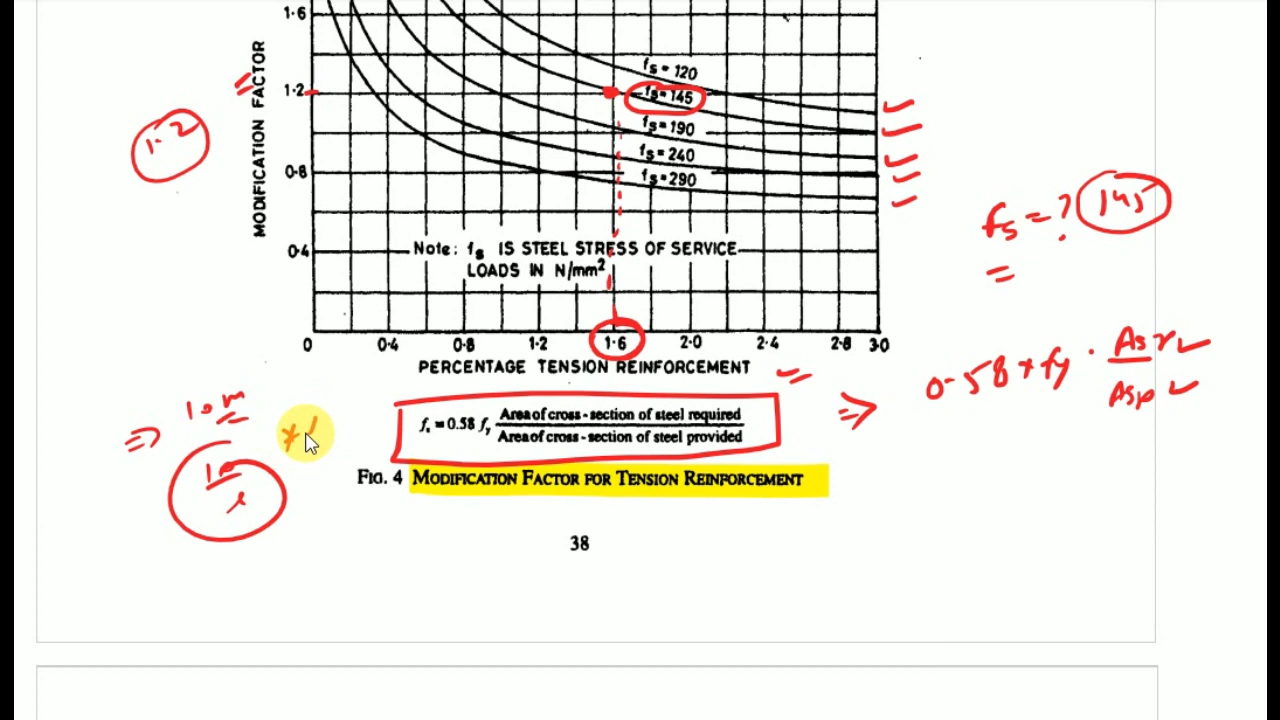 1·6
fs = 120
1·2
fs = 145
fs = 190
fs = 240
0·8
fs = 290
MODIFICATION FACTOR
1.2
fs = ? 145
0·4
Note: fs IS STEEL STRESS OF SERVICE
LOADS IN N/mm2
0 0·4 0·8 1·2 1·6 2·0 2·4 2·8 3·0
PERCENTAGE TENSION REINFORCEMENT
⇒ 0.58 x fy . Asr
Asp
⇒ 10m
10
fs = 0.58 fy Area of cross-section of steel required
Area of cross-section of steel provided
FIG. 4 MODIFICATION FACTOR FOR TENSION REINFORCEMENT
38